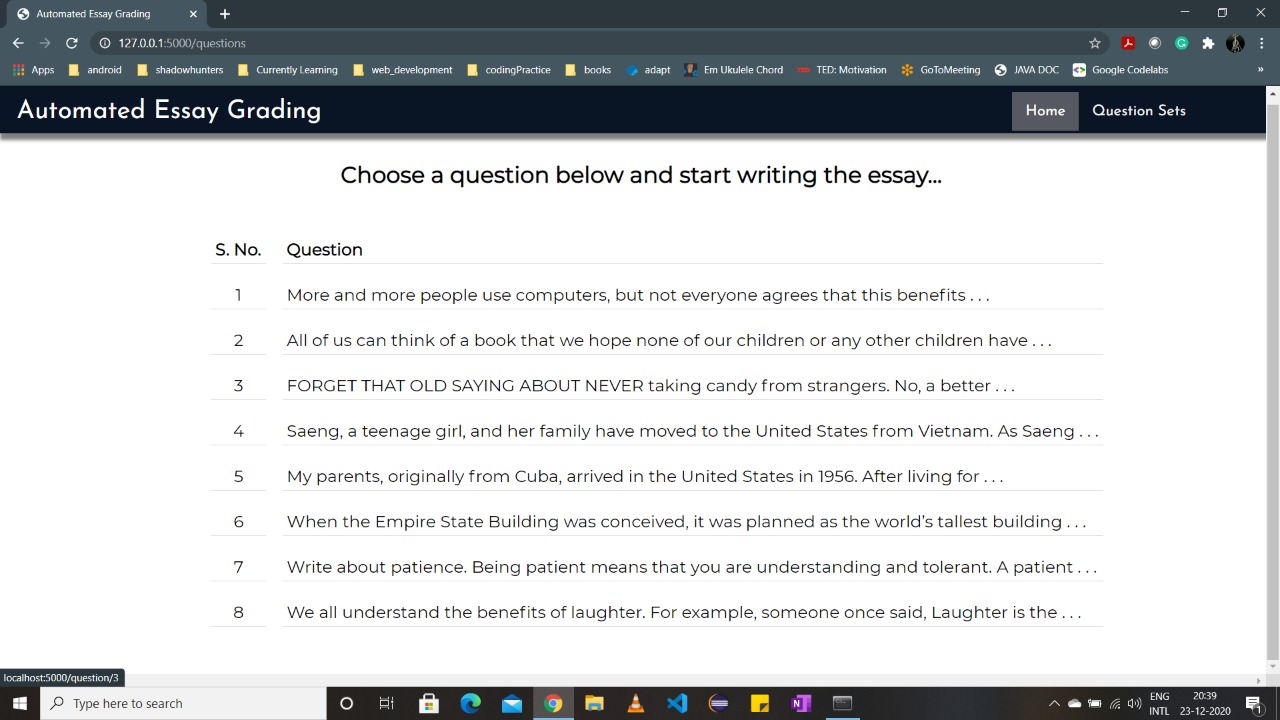 Automated Essay Grading
127.0.0.1:5000/questions
Apps android shadowhunters Currently Learning web_development codingPractice books adapt Em Ukulele Chord TED: Motivation GoToMeeting JAVA DOC Google Codelabs »
Automated Essay Grading Home Question Sets
Choose a question below and start writing the essay...
S. No. Question
1 More and more people use computers, but not everyone agrees that this benefits . . .
2 All of us can think of a book that we hope none of our children or any other children have . . .
3 FORGET THAT OLD SAYING ABOUT NEVER taking candy from strangers. No, a better . . .
4 Saeng, a teenage girl, and her family have moved to the United States from Vietnam. As Saeng . . .
5 My parents, originally from Cuba, arrived in the United States in 1956. After living for . . .
6 When the Empire State Building was conceived, it was planned as the world’s tallest building . . .
7 Write about patience. Being patient means that you are understanding and tolerant. A patient . . .
8 We all understand the benefits of laughter. For example, someone once said, Laughter is the . . .
localhost:5000/question/3
Type here to search
ENG 20:39
INTL 23-12-2020 1